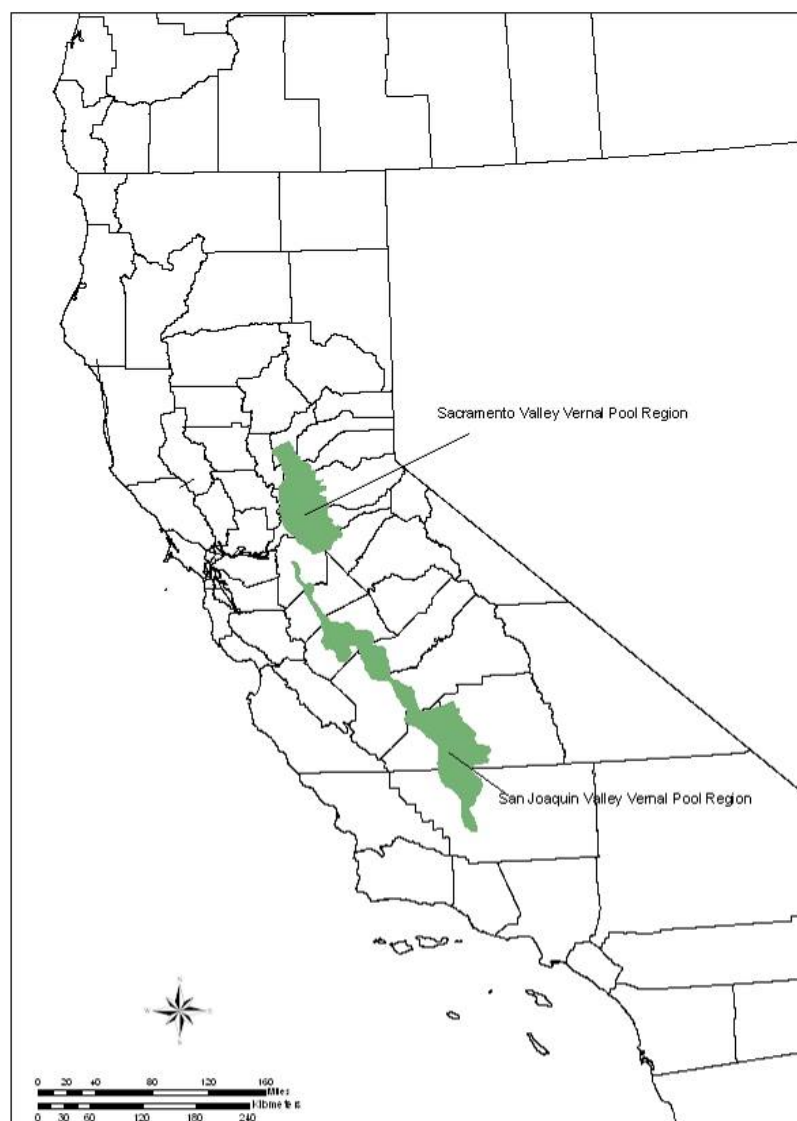 Sacramento Valley Vernal Pool Region
San Joaquin Valley Vernal Pool Region
N
W
E
S
0 20 40 80 120 160
Miles
Kilometers
0 30 60 120 180 240